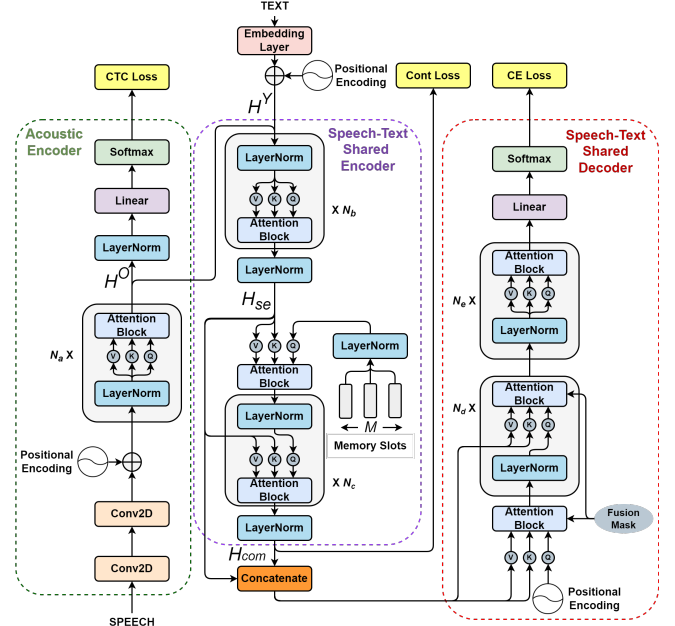 TEXT
Embedding
Layer
Positional
Encoding
H^Y
CTC Loss
Cont Loss
CE Loss
Acoustic
Encoder
Softmax
Linear
LayerNorm
H^O
Attention
Block
V K Q
LayerNorm
N_a X
Positional
Encoding
Conv2D
Conv2D
SPEECH
Speech-Text
Shared
Encoder
LayerNorm
V K Q
Attention
Block
X N_b
LayerNorm
H_se
V K Q
Attention
Block
LayerNorm
M
Memory Slots
LayerNorm
V K Q
Attention
Block
X N_c
LayerNorm
H_com
Concatenate
Speech-Text
Shared
Decoder
Softmax
Linear
Attention
Block
V K Q
LayerNorm
N_e X
Attention
Block
V K Q
LayerNorm
N_d X
Attention
Block
Fusion
Mask
V K Q
Positional
Encoding